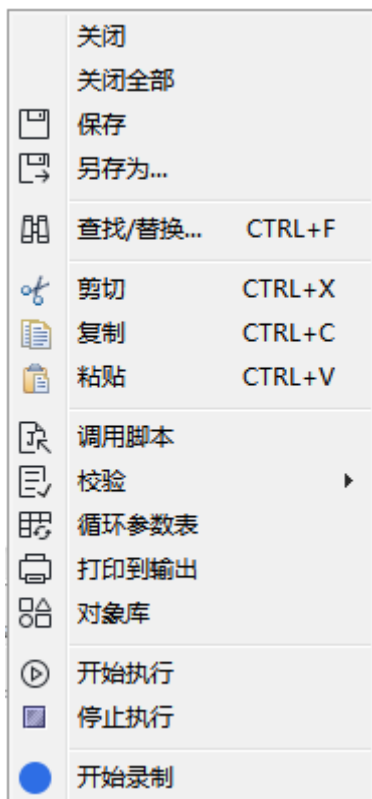 关闭
关闭全部
保存
另存为...
查找/替换... CTRL+F
剪切 CTRL+X
复制 CTRL+C
粘贴 CTRL+V
调用脚本
校验
循环参数表
打印到输出
对象库
开始执行
停止执行
开始录制